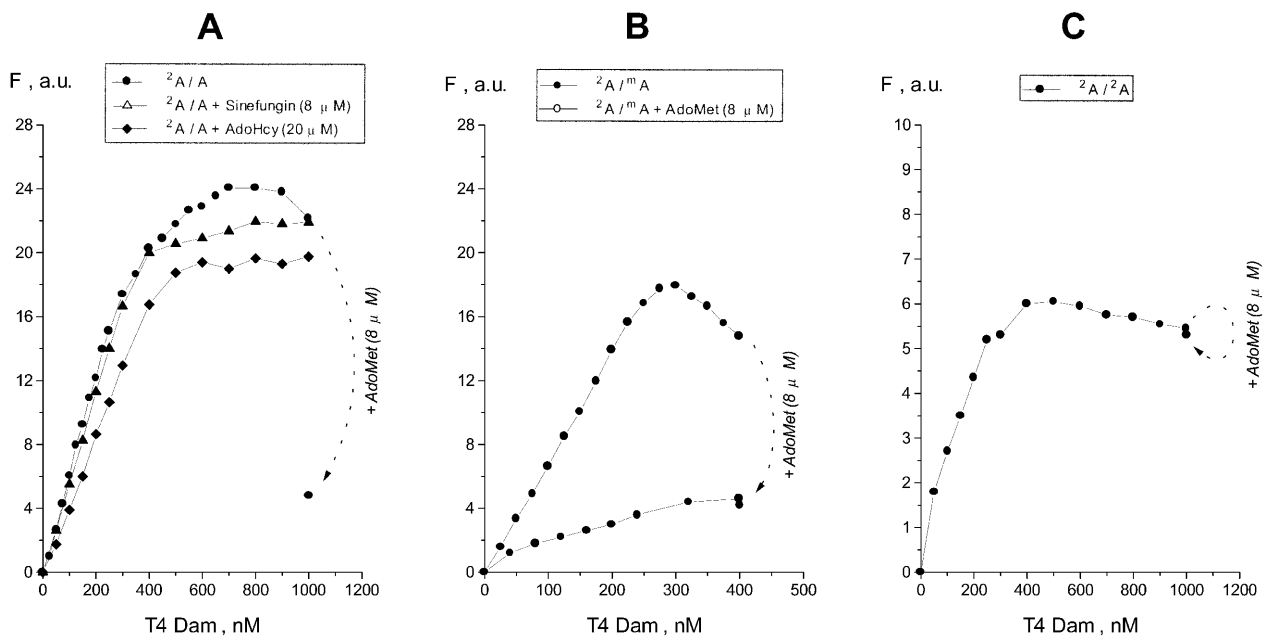 A
F , a.u.
²A / A
²A / A + Sinefungin (8 μ M)
²A / A + AdoHcy (20 μ M)
28
24
20
16
12
8
4
0
0 200 400 600 800 1000 1200
T4 Dam , nM
+ AdoMet (8 μ M)
B
F , a.u.
²A / ᵐA
²A / ᵐA + AdoMet (8 μ M)
28
24
20
16
12
8
4
0
0 100 200 300 400 500
T4 Dam , nM
+ AdoMet (8 μ M)
C
F , a.u.
²A / ²A
10
9
8
7
6
5
4
3
2
1
0
0 200 400 600 800 1000 1200
T4 Dam , nM
+ AdoMet (8 μ M)